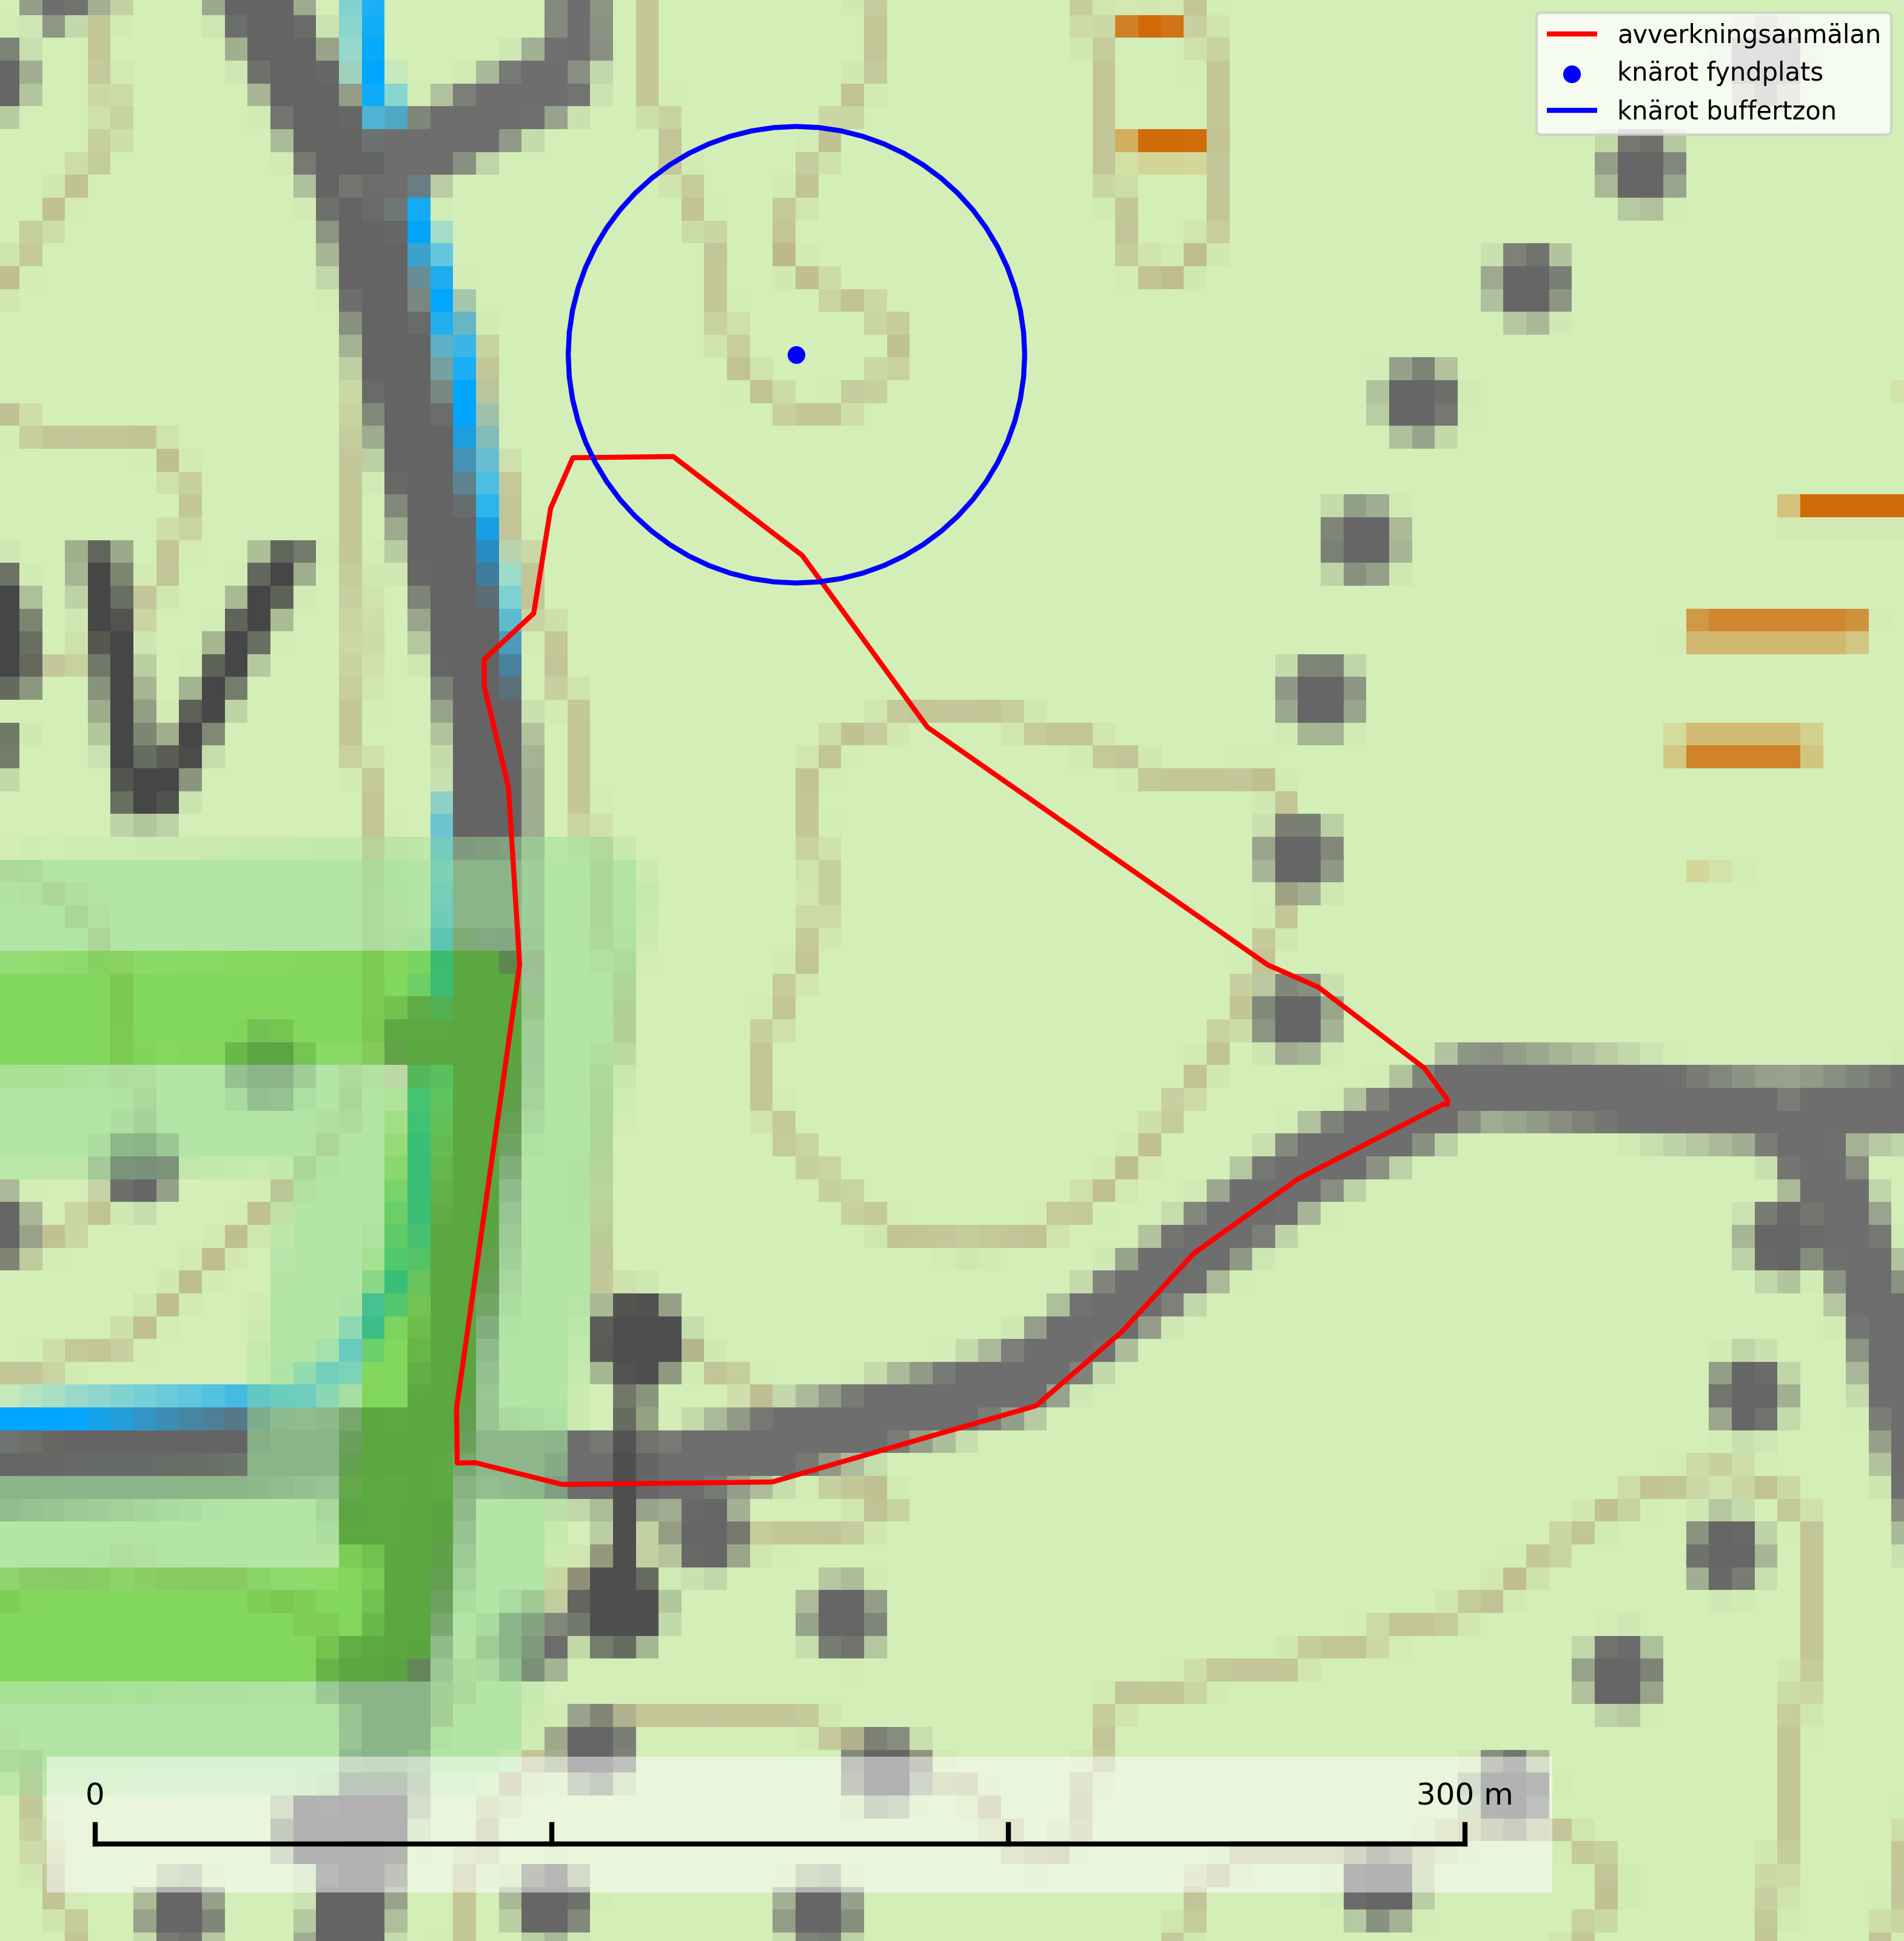 avverkningsanmälan
knärot fyndplats
knärot buffertzon
0
300 m